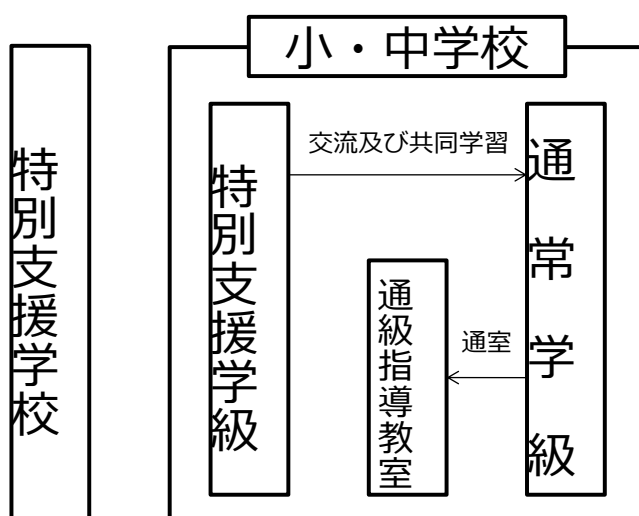 小・中学校
特別支援学校
特別支援学級
交流及び共同学習
通常学級
通級指導教室
通室